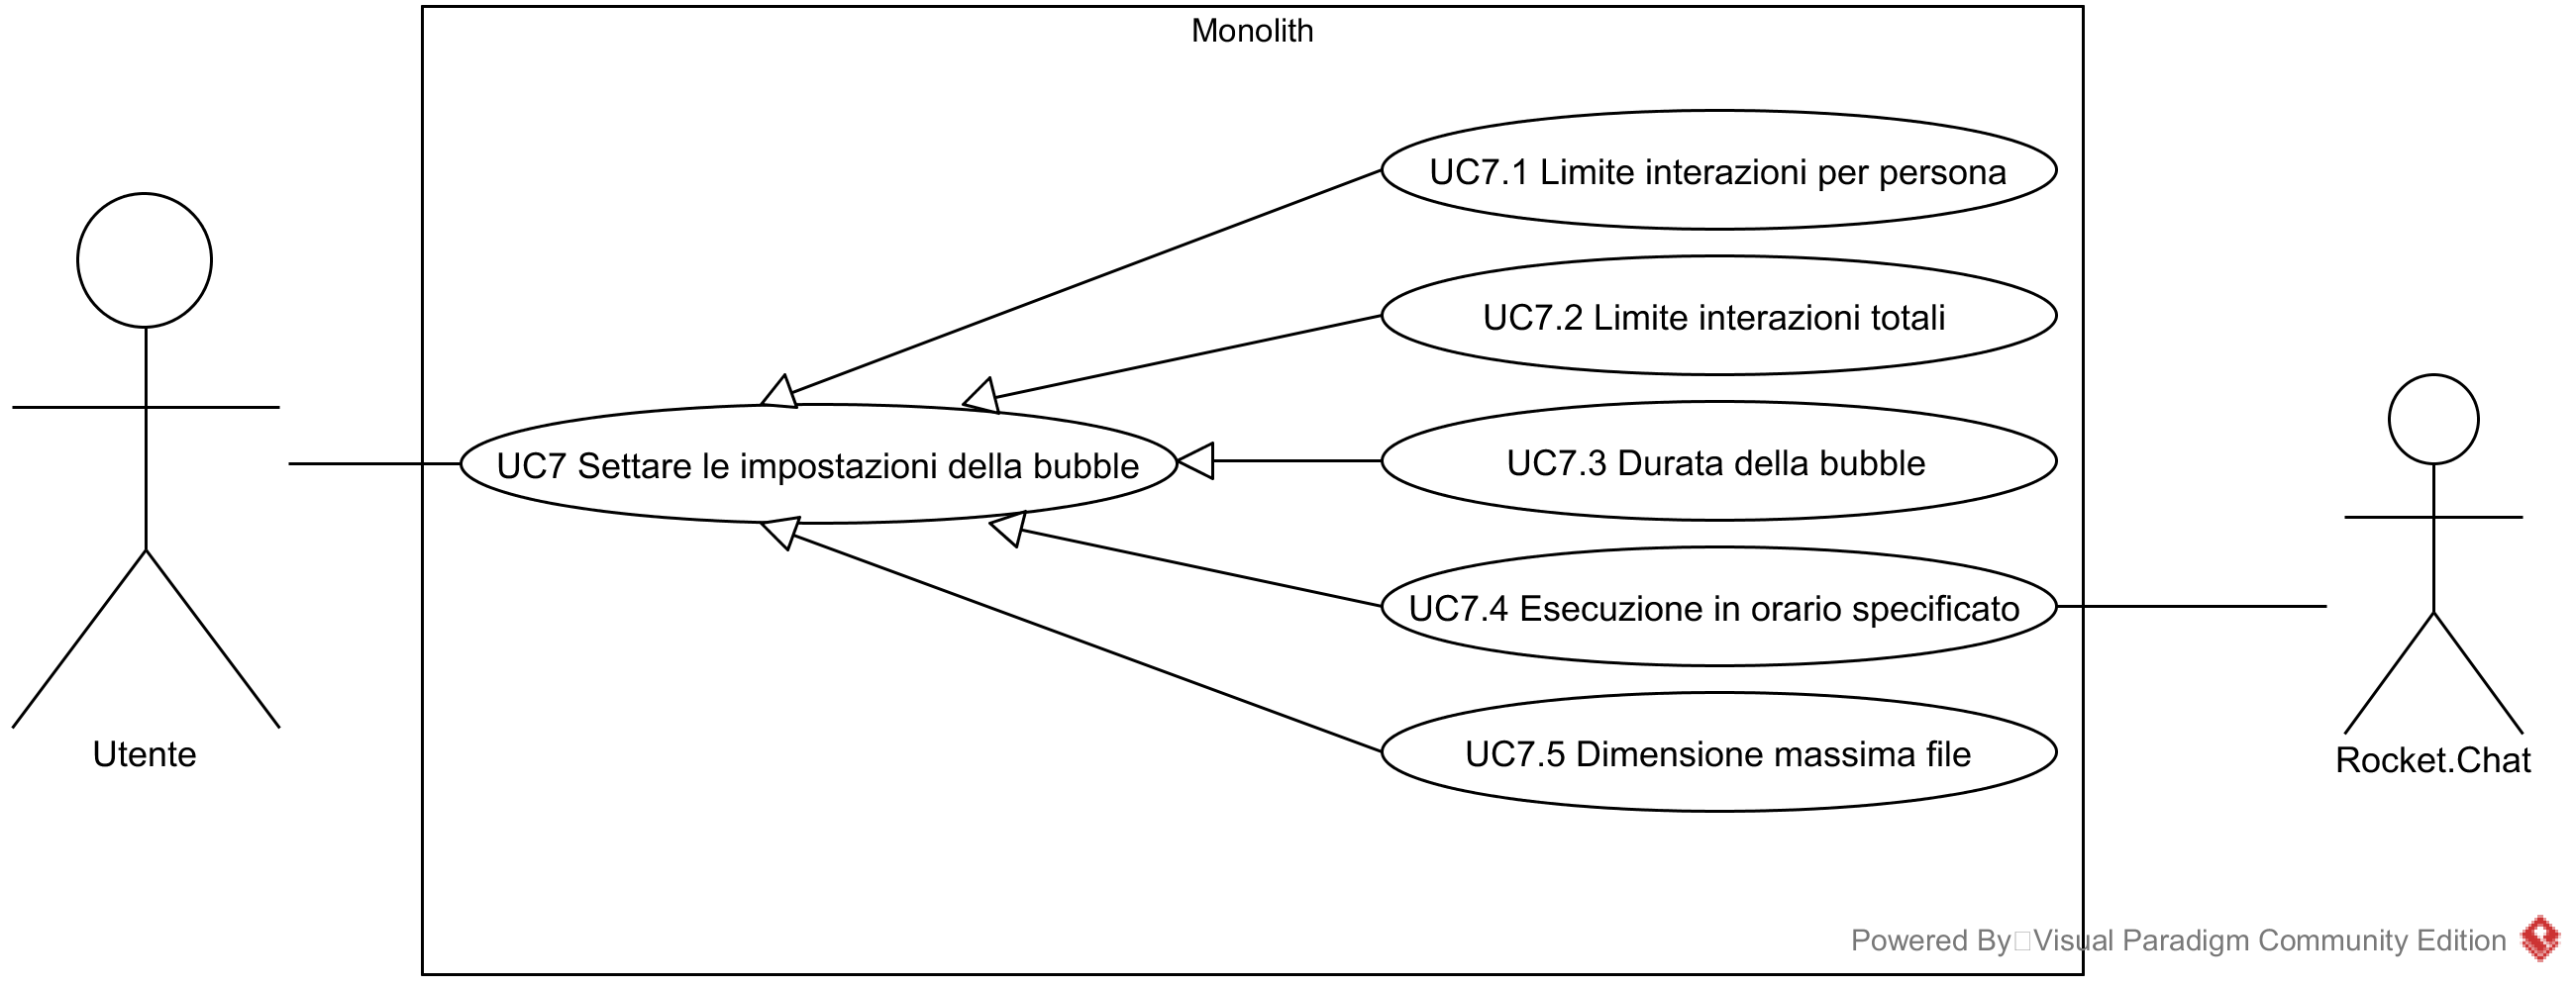 Monolith
UC7.1 Limite interazioni per persona
UC7.2 Limite interazioni totali
UC7 Settare le impostazioni della bubble
UC7.3 Durata della bubble
UC7.4 Esecuzione in orario specificato
UC7.5 Dimensione massima file
Utente
Rocket.Chat
Powered By Visual Paradigm Community Edition